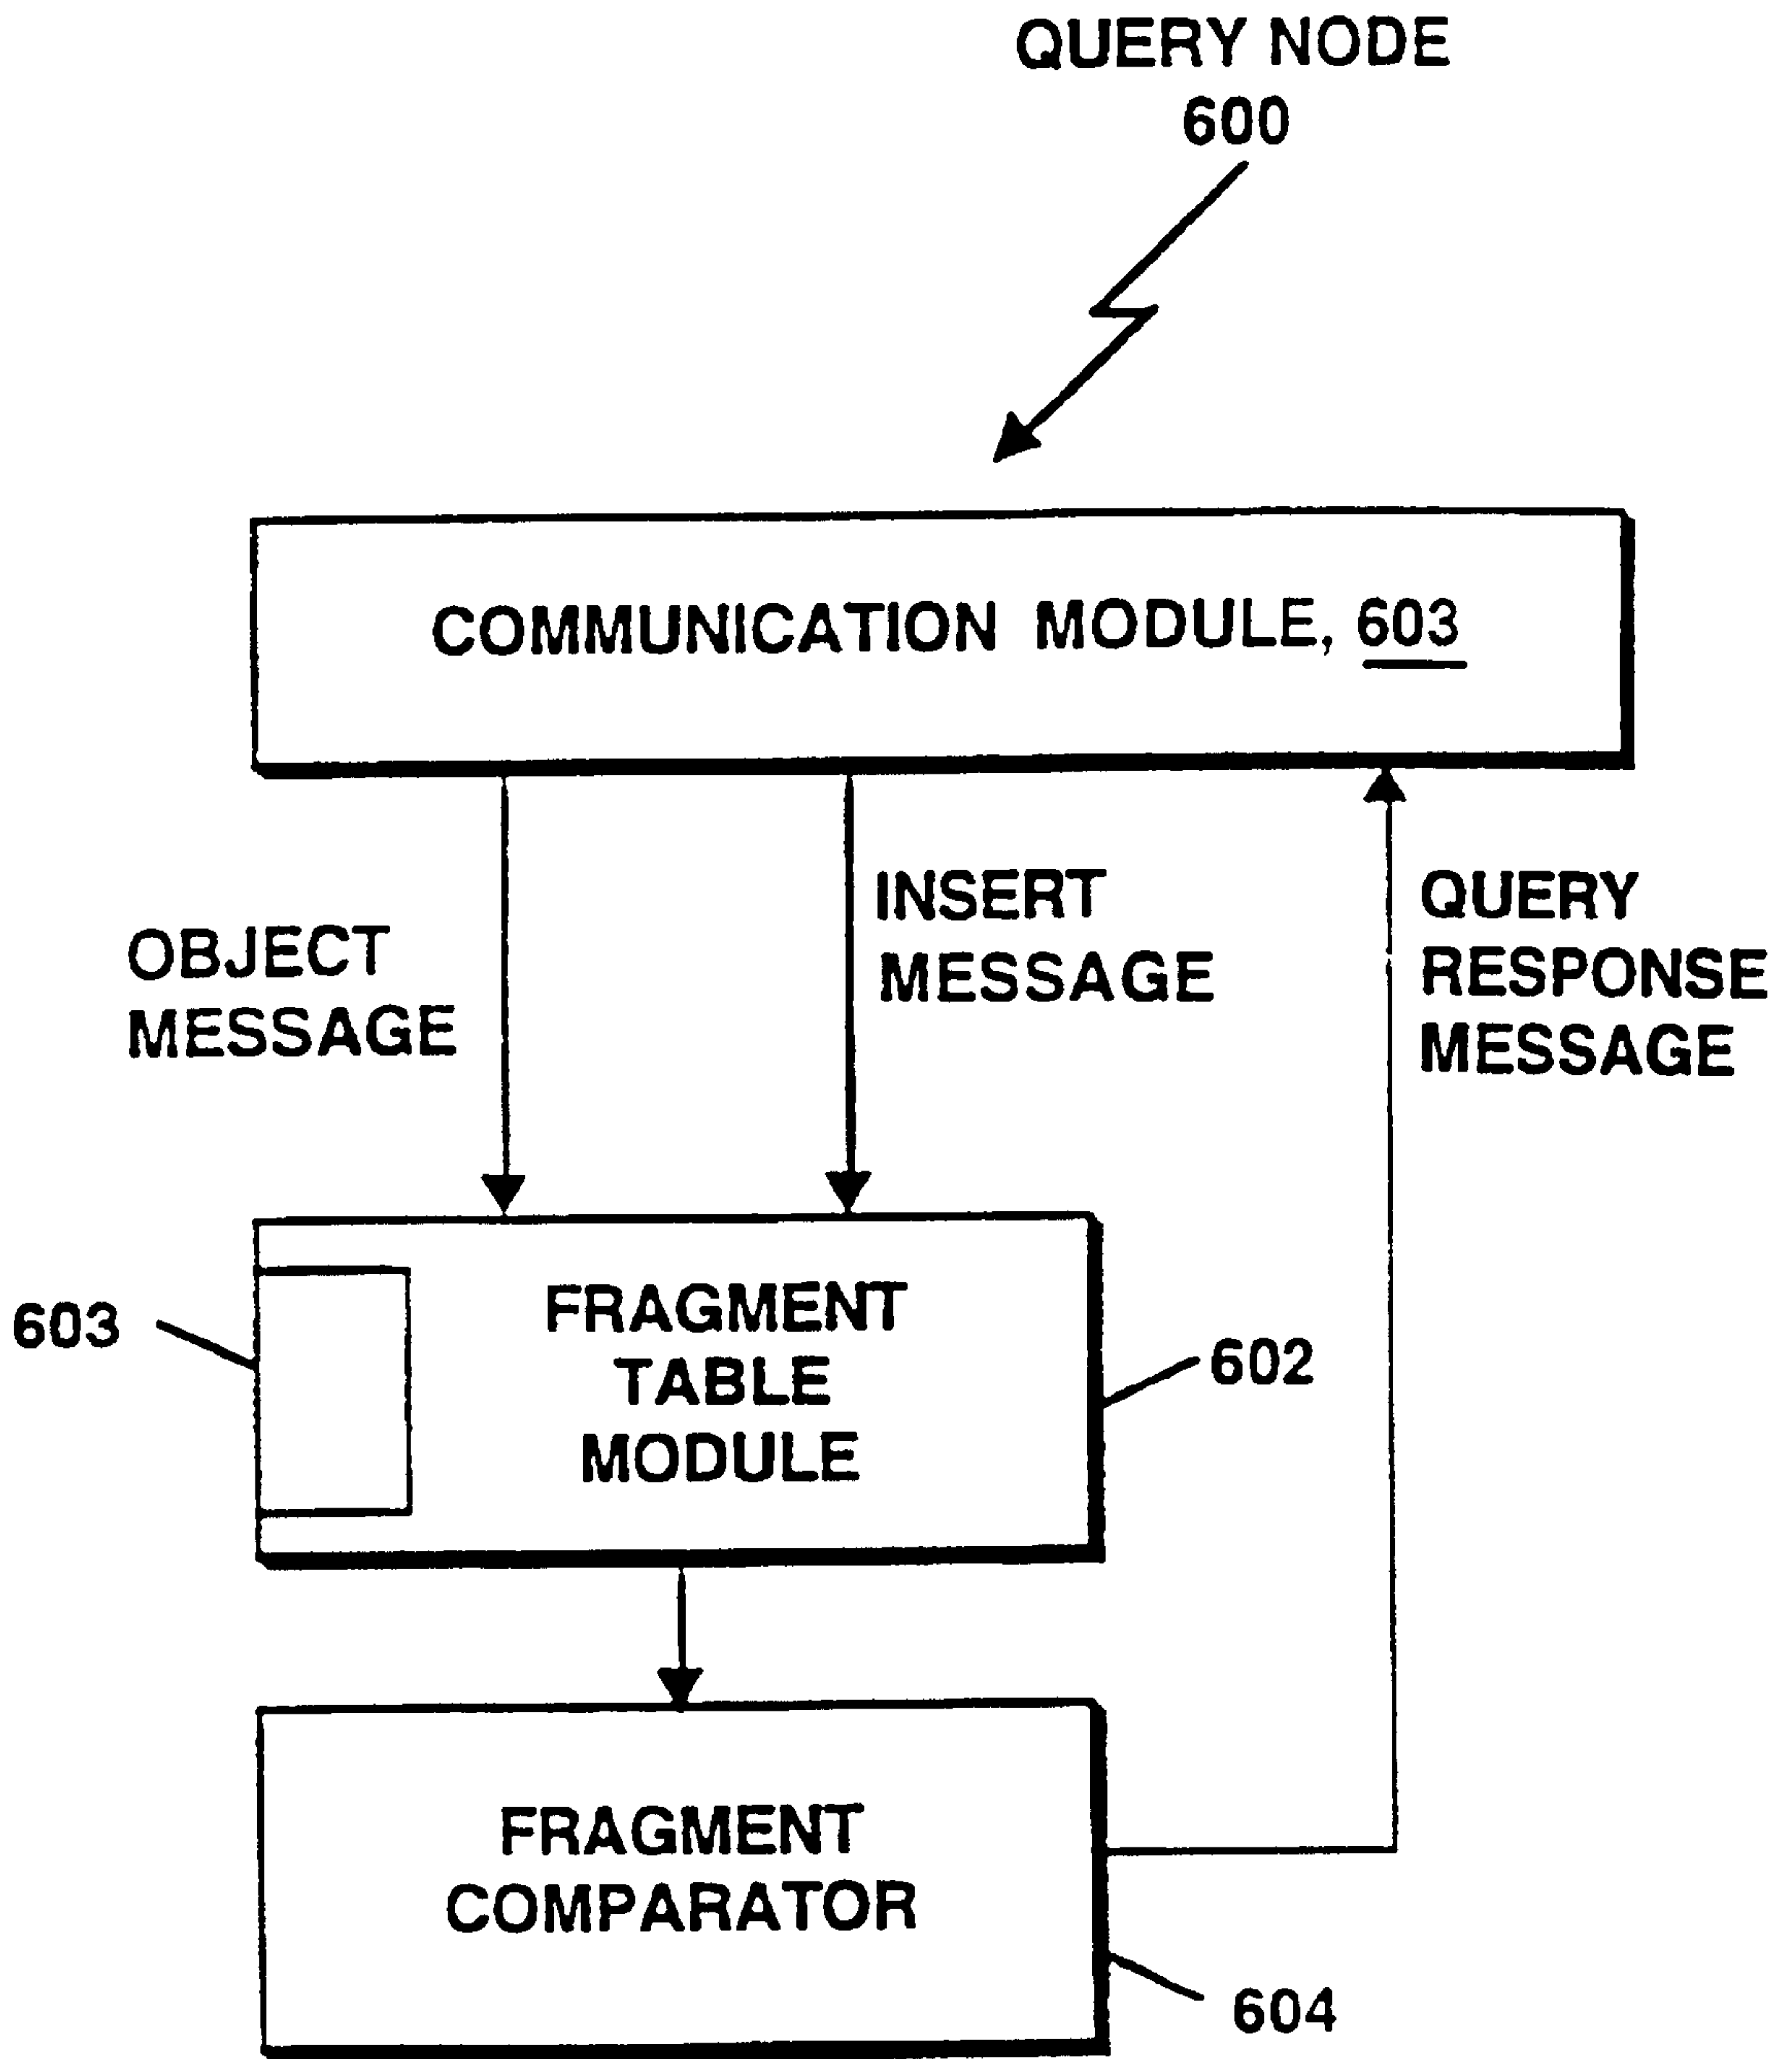 QUERY NODE
600
COMMUNICATION MODULE, 603
OBJECT
MESSAGE
INSERT
MESSAGE
QUERY
RESPONSE
MESSAGE
603
FRAGMENT
TABLE
MODULE
602
FRAGMENT
COMPARATOR
604